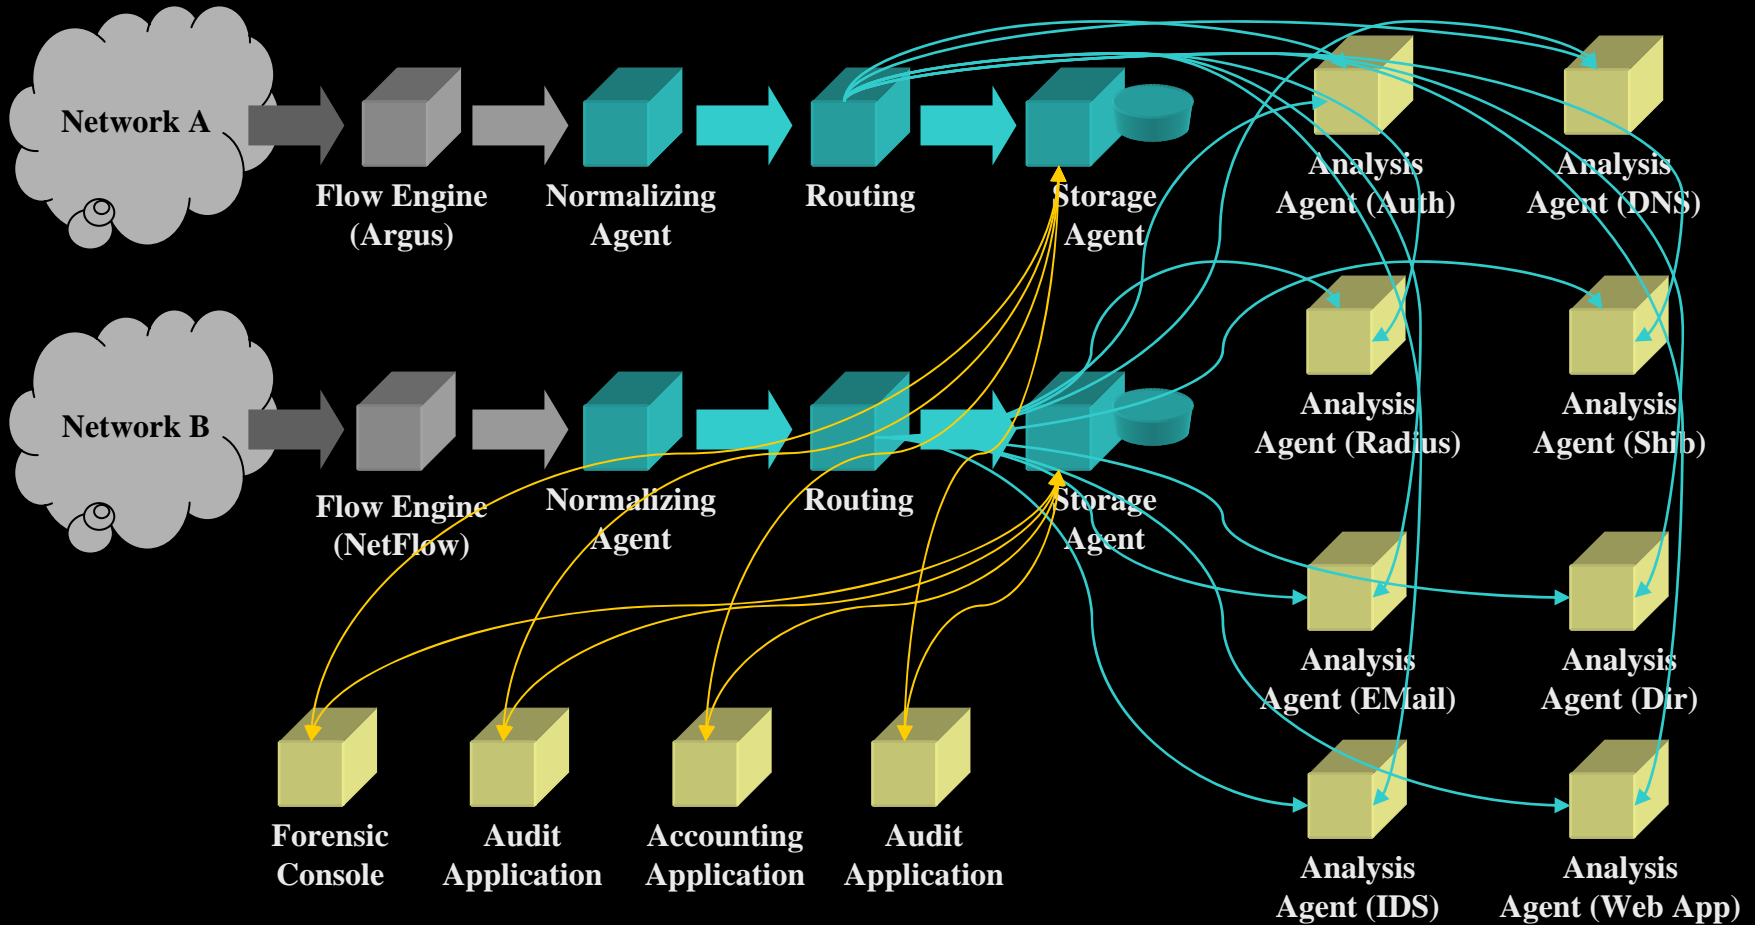 Network A
Flow Engine
(Argus)
Normalizing
Agent
Routing
Storage
Agent
Analysis
Agent (Auth)
Analysis
Agent (DNS)
Network B
Flow Engine
(NetFlow)
Normalizing
Agent
Routing
Storage
Agent
Analysis
Agent (Radius)
Analysis
Agent (Shib)
Analysis
Agent (EMail)
Analysis
Agent (Dir)
Forensic
Console
Audit
Application
Accounting
Application
Audit
Application
Analysis
Agent (IDS)
Analysis
Agent (Web App)